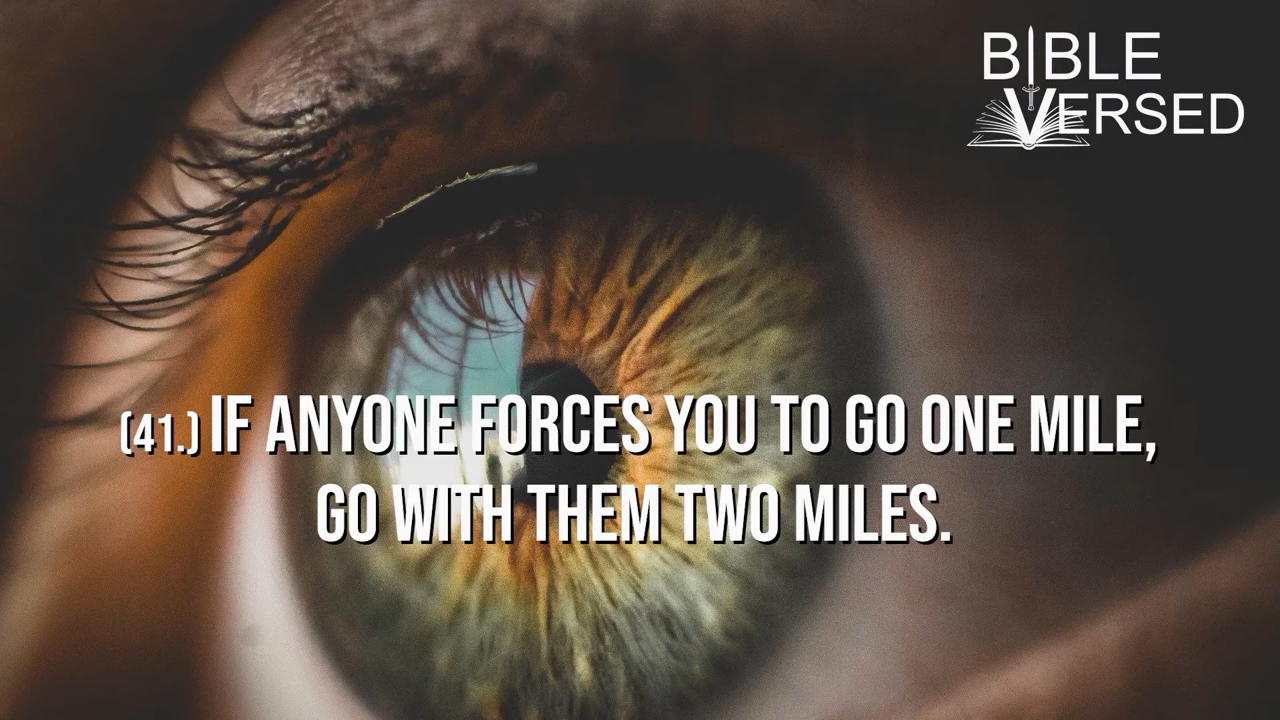 BIBLE
VERSED
(41.) IF ANYONE FORCES YOU TO GO ONE MILE,
GO WITH THEM TWO MILES.